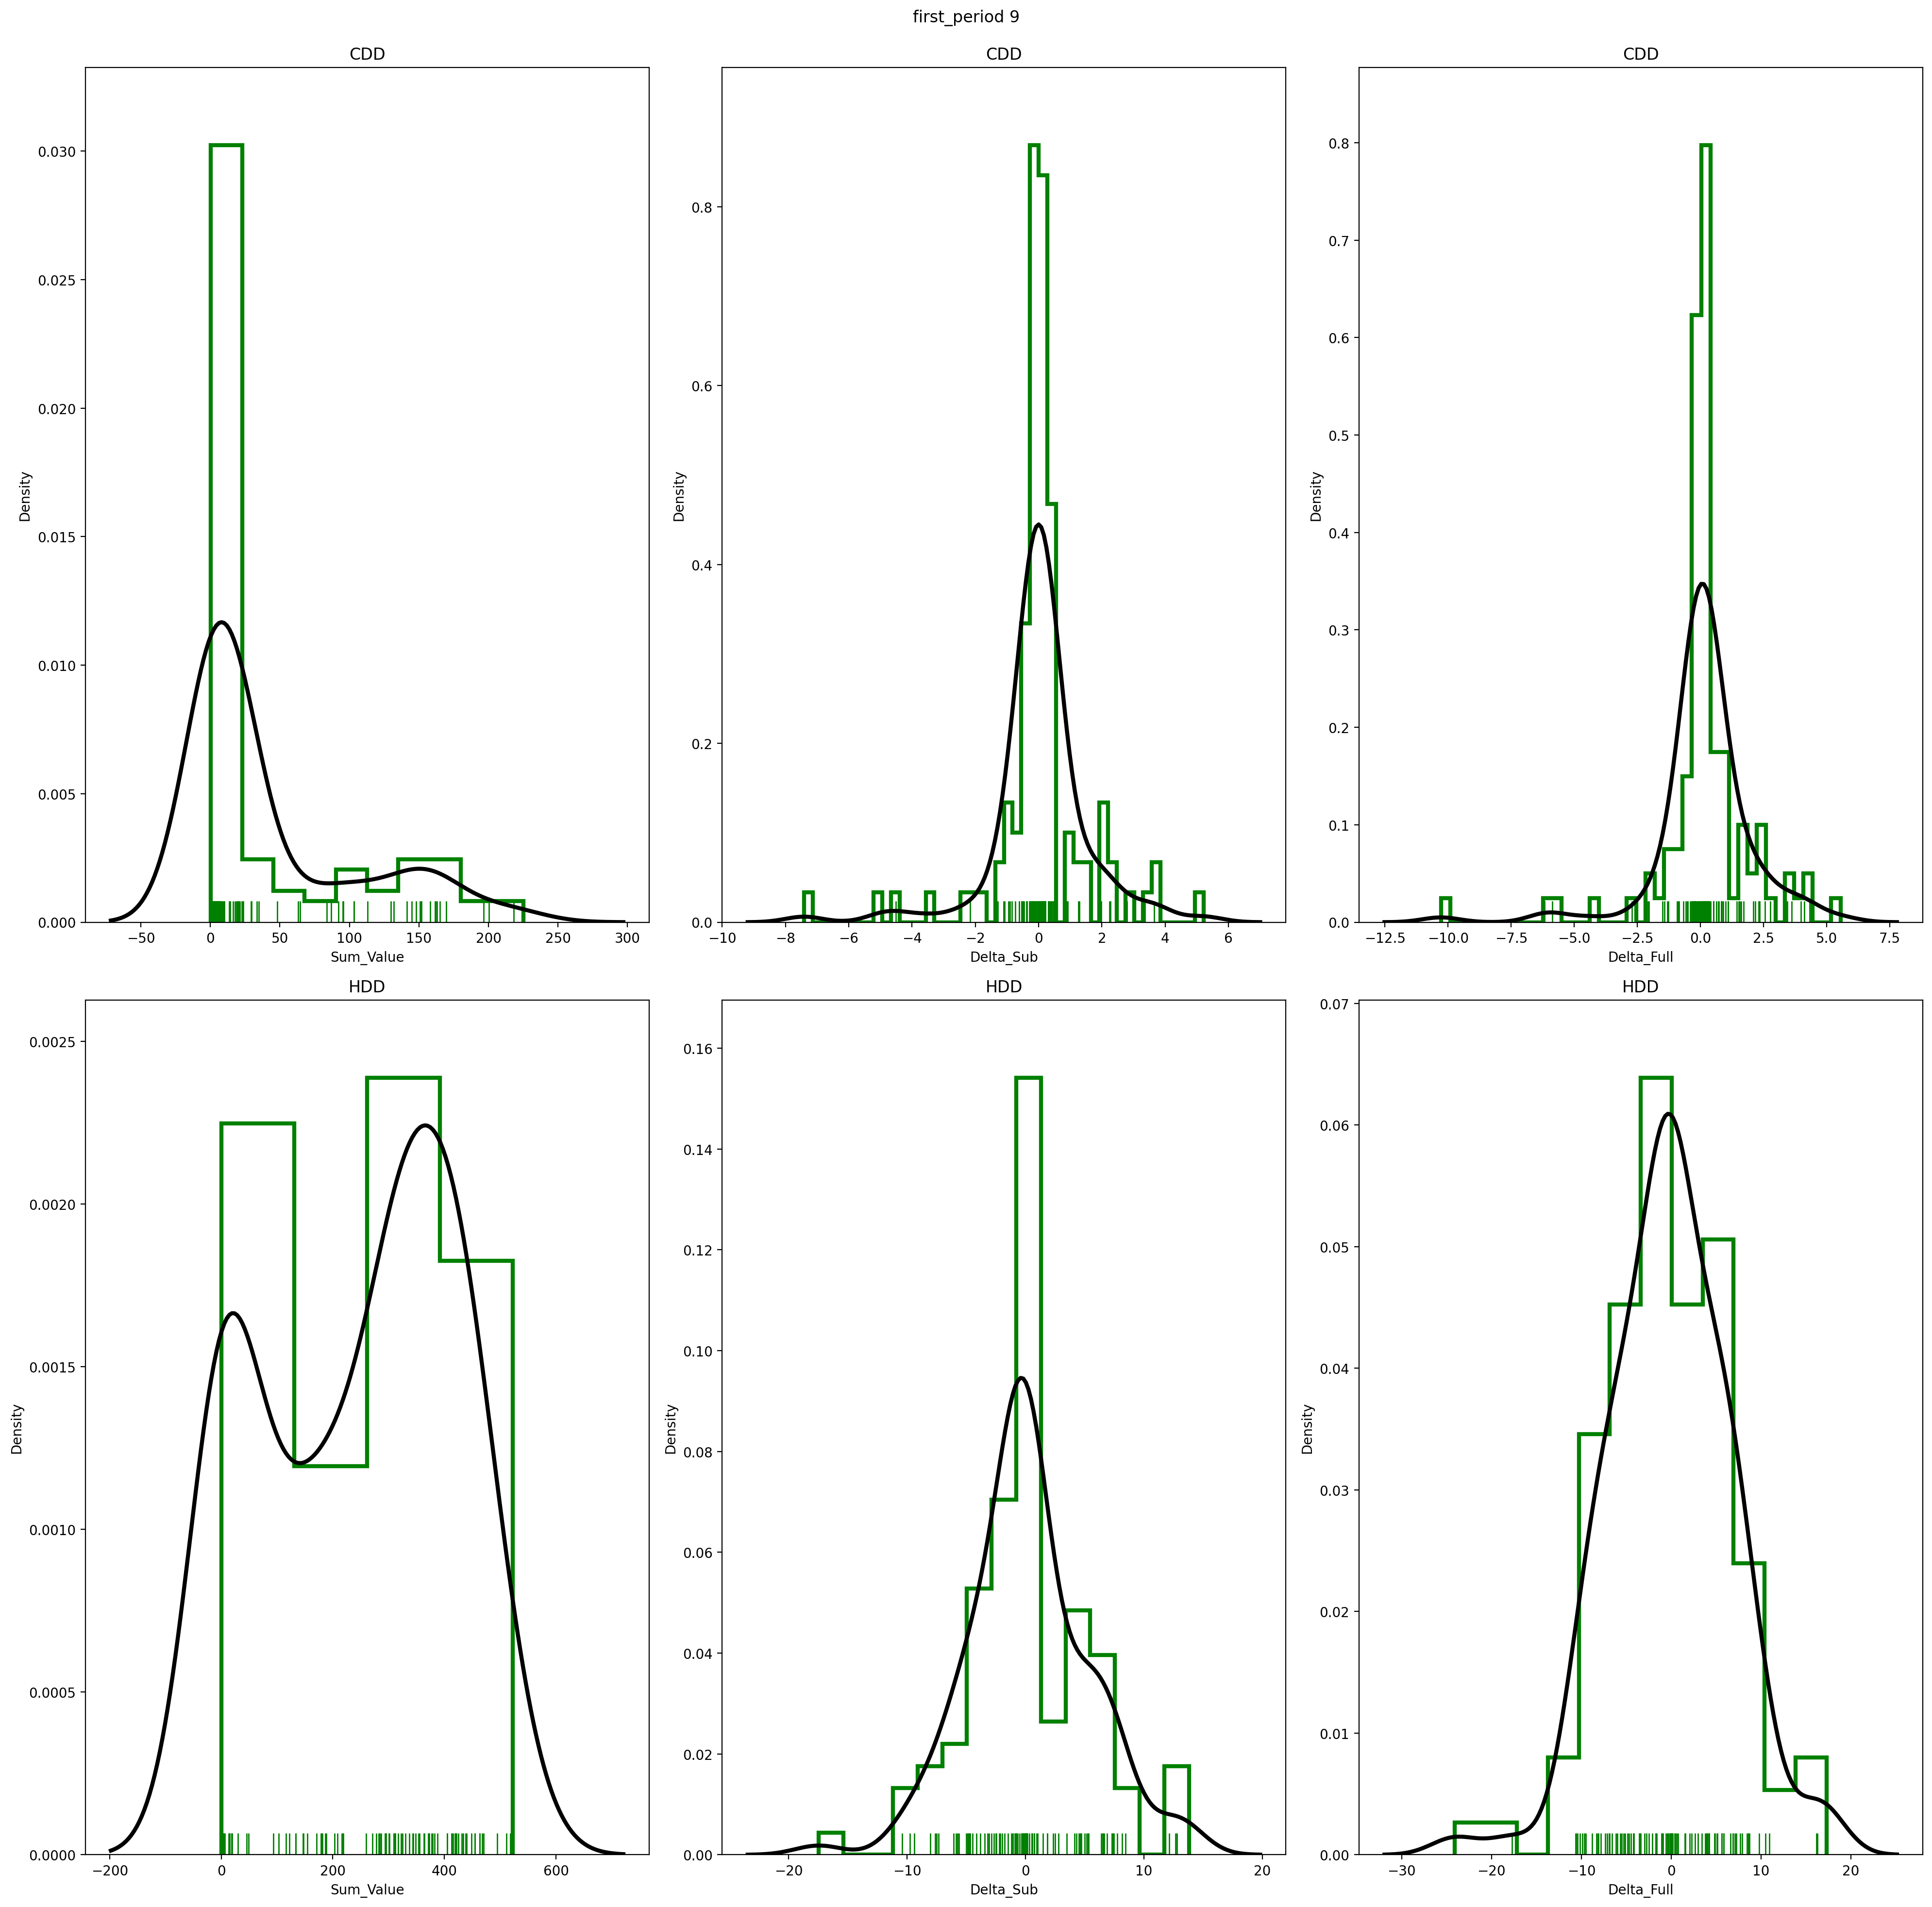 first_period 9
CDD
CDD
CDD
0.030
0.025
0.020
0.015
0.010
0.005
0.000
Density
−50 0 50 100 150 200 250 300
Sum_Value
0.8
0.6
0.4
0.2
0.0
Density
−10 −8 −6 −4 −2 0 2 4 6
Delta_Sub
0.8
0.7
0.6
0.5
0.4
0.3
0.2
0.1
0.0
Density
−12.5 −10.0 −7.5 −5.0 −2.5 0.0 2.5 5.0 7.5
Delta_Full
HDD
HDD
HDD
0.0025
0.0020
0.0015
0.0010
0.0005
0.0000
Density
−200 0 200 400 600
Sum_Value
0.16
0.14
0.12
0.10
0.08
0.06
0.04
0.02
0.00
Density
−20 −10 0 10 20
Delta_Sub
0.07
0.06
0.05
0.04
0.03
0.02
0.01
0.00
Density
−30 −20 −10 0 10 20
Delta_Full